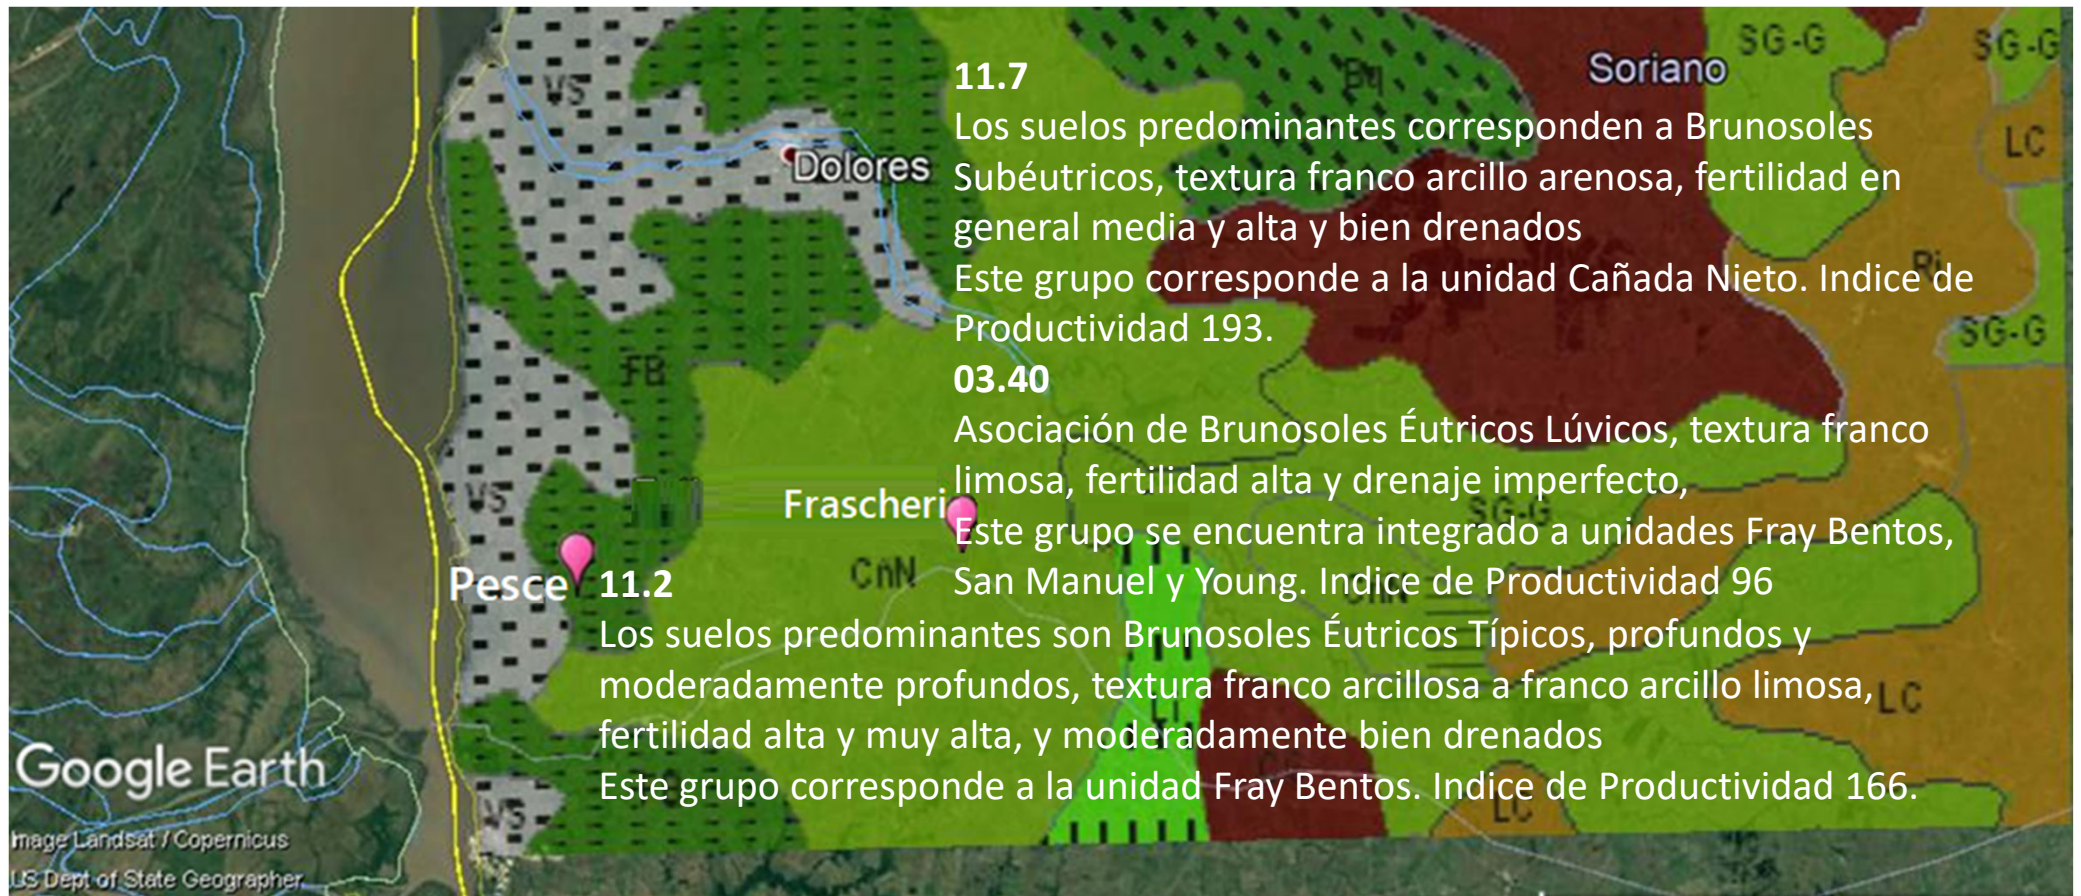 SG-G
SG-G
Soriano
VS
Bq
LC
Dolores
11.7
Los suelos predominantes corresponden a Brunosoles
Subéutricos, textura franco arcillo arenosa, fertilidad en
general media y alta y bien drenados
Este grupo corresponde a la unidad Cañada Nieto. Indice de
Productividad 193.
Ri
SG-G
FB
03.40
Asociación de Brunosoles Éutricos Lúvicos, textura franco
limosa, fertilidad alta y drenaje imperfecto,
Este grupo se encuentra integrado a unidades Fray Bentos,
San Manuel y Young. Indice de Productividad 96
VS
Frascheri
SG-G
CñN
CñN
Pesce
11.2
Los suelos predominantes son Brunosoles Éutricos Típicos, profundos y
moderadamente profundos, textura franco arcillosa a franco arcillo limosa,
fertilidad alta y muy alta, y moderadamente bien drenados
Este grupo corresponde a la unidad Fray Bentos. Indice de Productividad 166.
LC
LC
VS
Google Earth
Image Landsat / Copernicus
US Dept of State Geographer